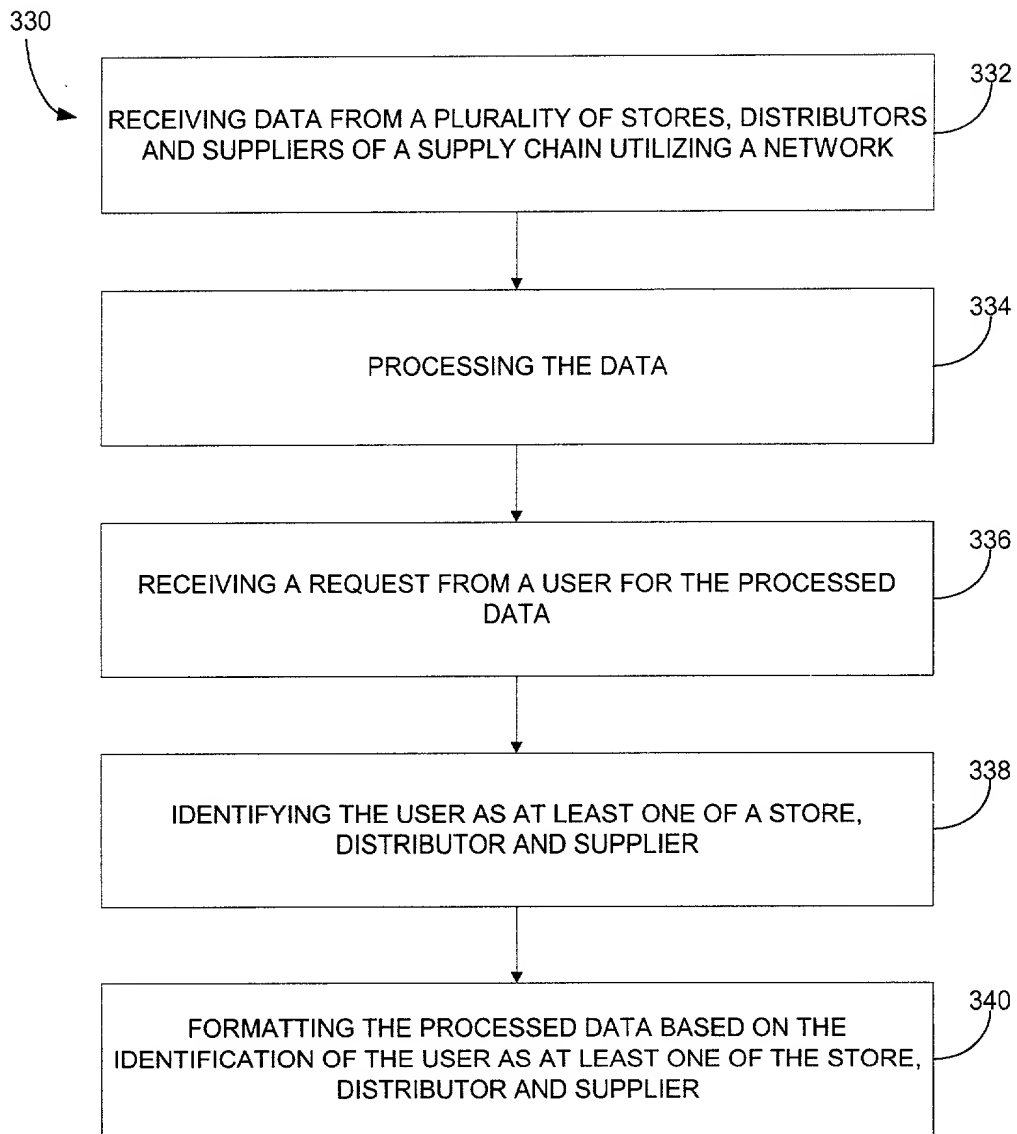 330
332
RECEIVING DATA FROM A PLURALITY OF STORES, DISTRIBUTORS
AND SUPPLIERS OF A SUPPLY CHAIN UTILIZING A NETWORK
334
PROCESSING THE DATA
336
RECEIVING A REQUEST FROM A USER FOR THE PROCESSED
DATA
338
IDENTIFYING THE USER AS AT LEAST ONE OF A STORE,
DISTRIBUTOR AND SUPPLIER
340
FORMATTING THE PROCESSED DATA BASED ON THE
IDENTIFICATION OF THE USER AS AT LEAST ONE OF THE STORE,
DISTRIBUTOR AND SUPPLIER